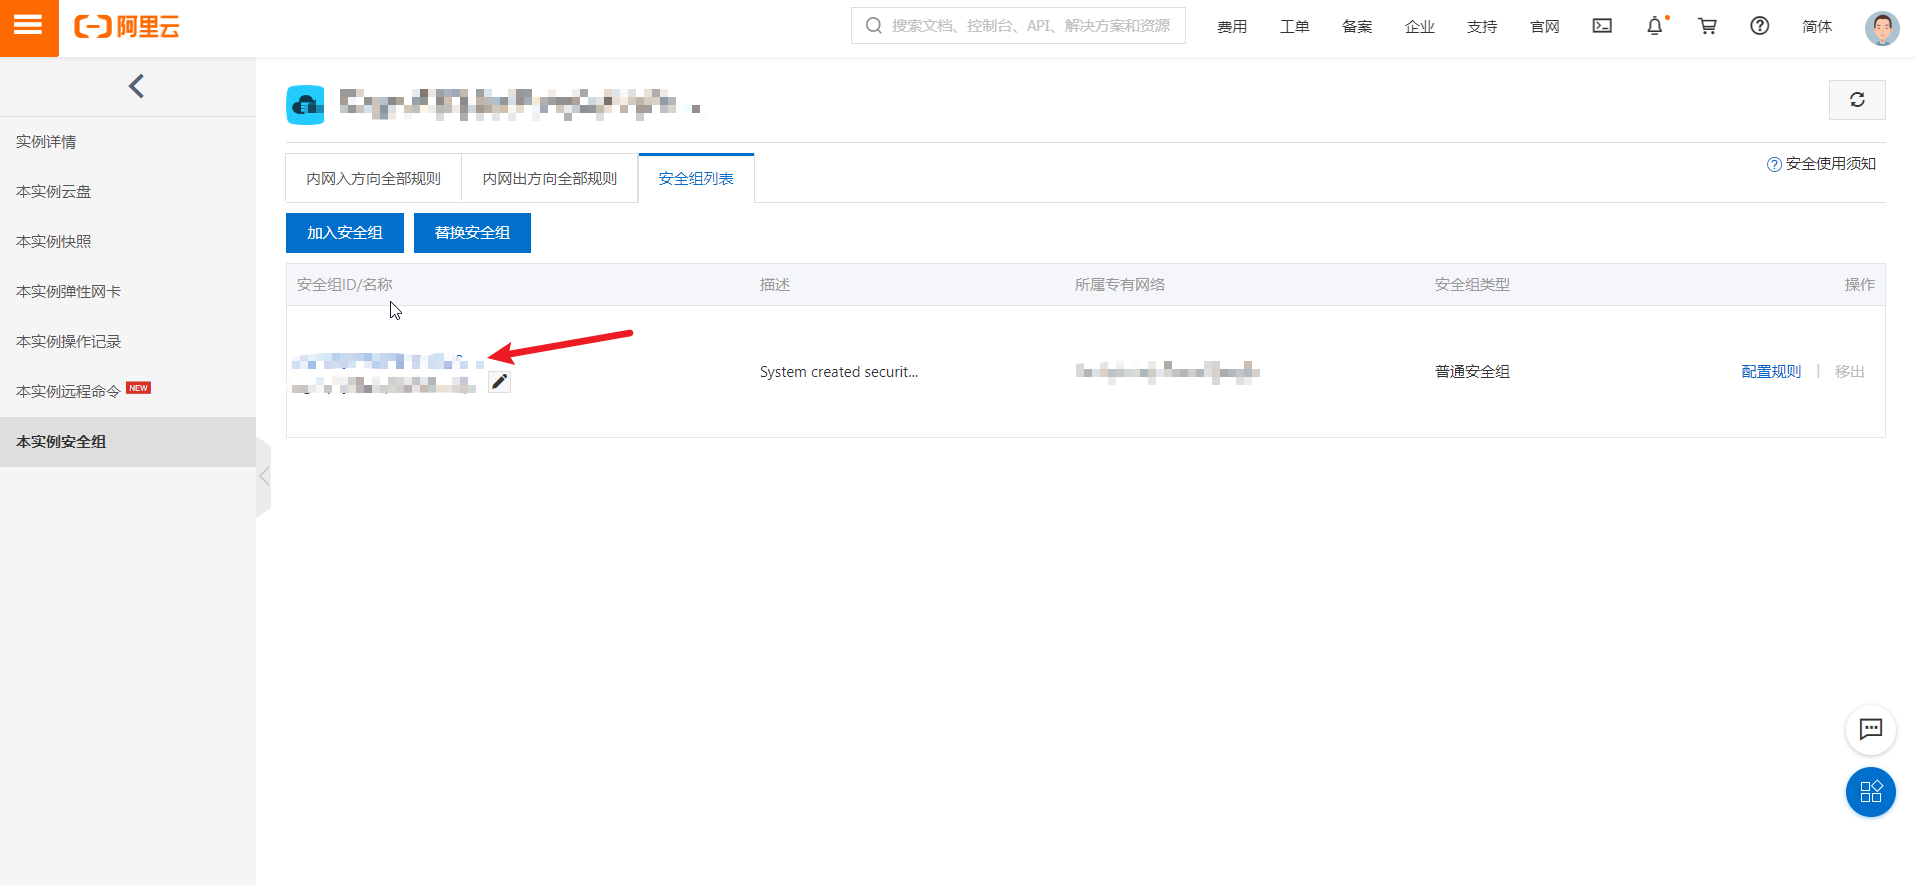 阿里云
搜索文档、控制台、API、解决方案和资源
费用
工单
备案
企业
支持
官网
简体
实例详情
本实例云盘
本实例快照
本实例弹性网卡
本实例操作记录
本实例远程命令 NEW
本实例安全组
内网入方向全部规则
内网出方向全部规则
安全组列表
安全使用须知
加入安全组
替换安全组
安全组ID/名称
描述
所属专有网络
安全组类型
操作
System created securit...
普通安全组
配置规则 | 移出